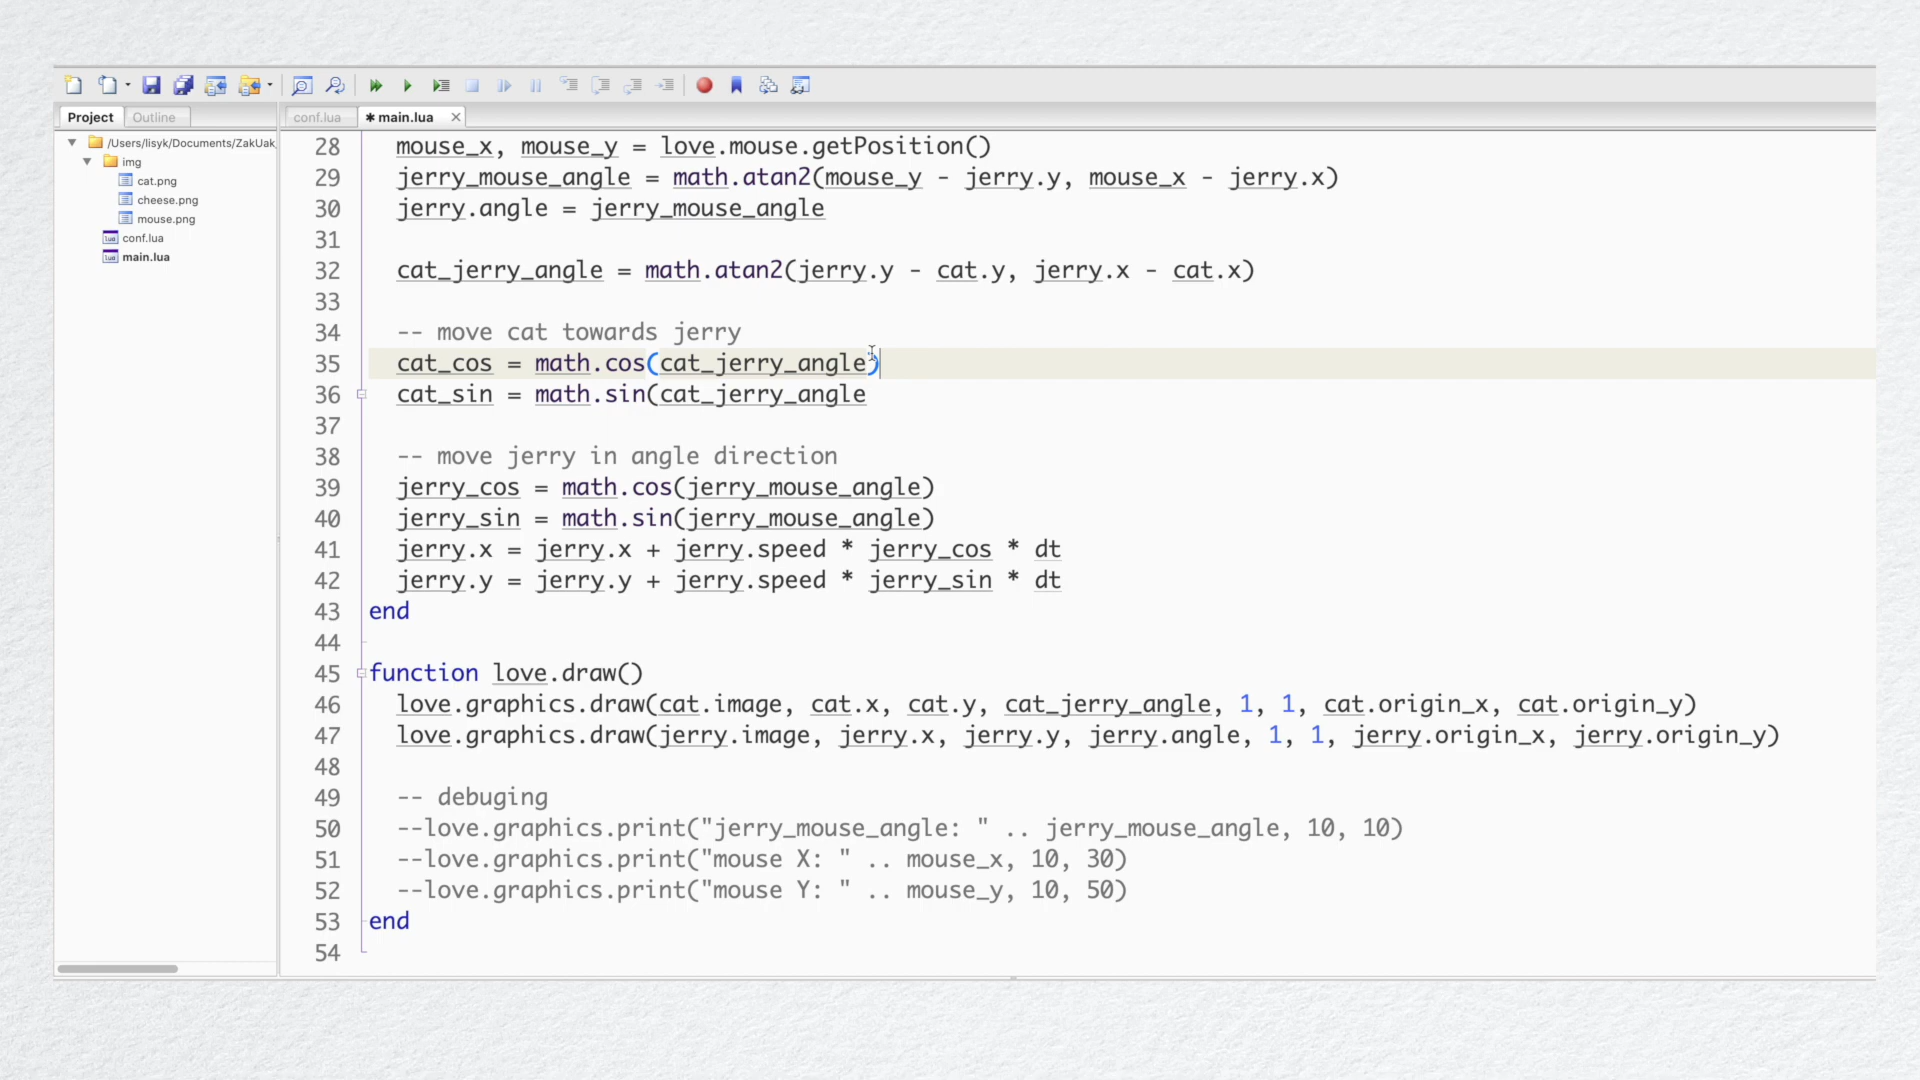 Project Outline
conf.lua
* main.lua
/Users/lisyk/Documents/ZakUak
img
cat.png
cheese.png
mouse.png
conf.lua
main.lua
28 mouse_x, mouse_y = love.mouse.getPosition()
29 jerry_mouse_angle = math.atan2(mouse_y - jerry.y, mouse_x - jerry.x)
30 jerry.angle = jerry_mouse_angle
31
32 cat_jerry_angle = math.atan2(jerry.y - cat.y, jerry.x - cat.x)
33
34 -- move cat towards jerry
35 cat_cos = math.cos(cat_jerry_angle)
36 cat_sin = math.sin(cat_jerry_angle
37
38 -- move jerry in angle direction
39 jerry_cos = math.cos(jerry_mouse_angle)
40 jerry_sin = math.sin(jerry_mouse_angle)
41 jerry.x = jerry.x + jerry.speed * jerry_cos * dt
42 jerry.y = jerry.y + jerry.speed * jerry_sin * dt
43 end
44
45 function love.draw()
46 love.graphics.draw(cat.image, cat.x, cat.y, cat_jerry_angle, 1, 1, cat.origin_x, cat.origin_y)
47 love.graphics.draw(jerry.image, jerry.x, jerry.y, jerry.angle, 1, 1, jerry.origin_x, jerry.origin_y)
48
49 -- debuging
50 --love.graphics.print("jerry_mouse_angle: " .. jerry_mouse_angle, 10, 10)
51 --love.graphics.print("mouse X: " .. mouse_x, 10, 30)
52 --love.graphics.print("mouse Y: " .. mouse_y, 10, 50)
53 end
54